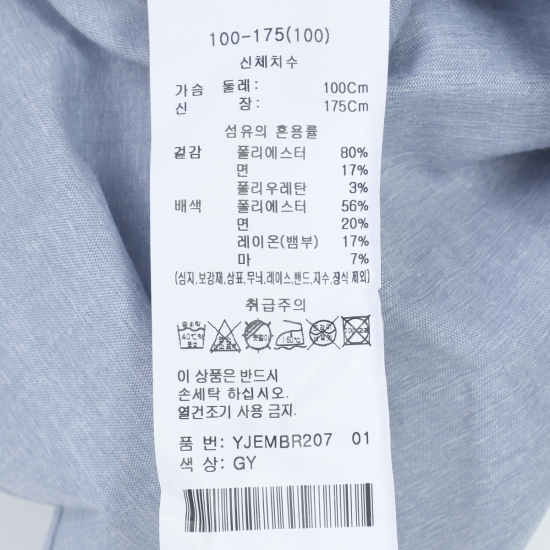 100-175(100)
신체치수
가슴 둘레: 100Cm
신 장: 175Cm
섬유의 혼용률
겉감 폴리에스터 80%
면 17%
폴리우레탄 3%
배색 폴리에스터 56%
면 20%
레이온(뱀부) 17%
마 7%
(심지,보강재,상표,무늬,레이스,밴드,자수,장식 제외)
취급주의
이 상품은 반드시
손세탁 하십시오.
열건조기 사용 금지.
품 번: YJEMBR207 01
색 상: GY